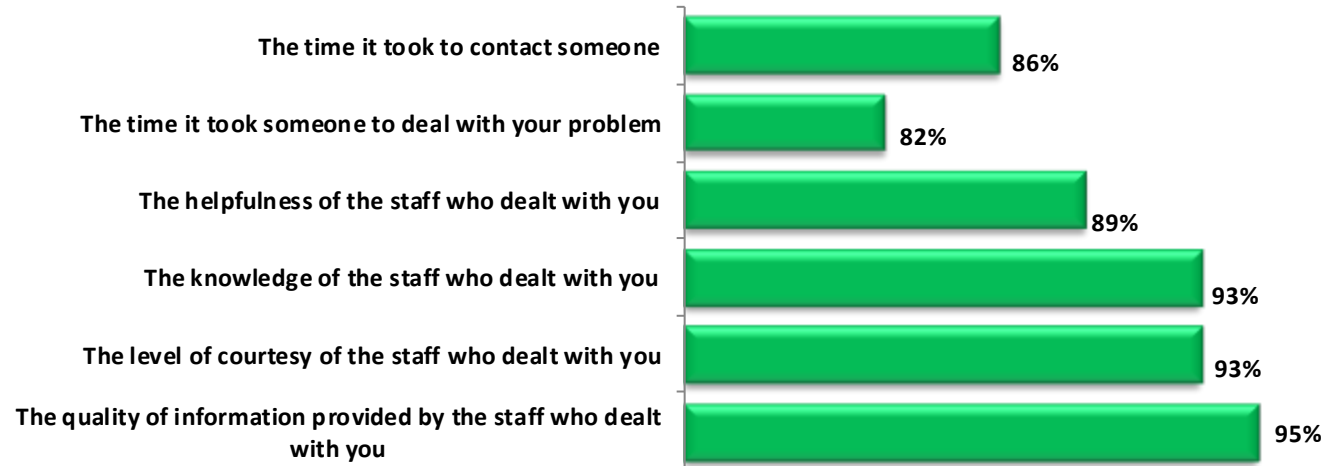 The time it took to contact someone
86%
The time it took someone to deal with your problem
82%
The helpfulness of the staff who dealt with you
89%
The knowledge of the staff who dealt with you
93%
The level of courtesy of the staff who dealt with you
93%
The quality of information provided by the staff who dealt
with you
95%